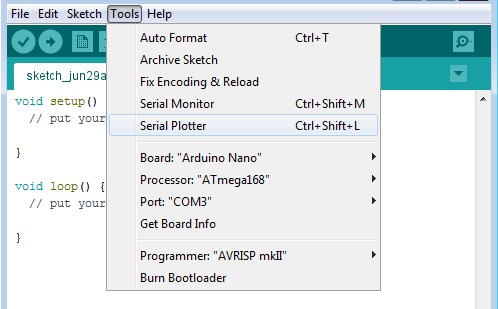 File Edit Sketch Tools Help
Auto Format Ctrl+T
Archive Sketch
Fix Encoding & Reload
Serial Monitor Ctrl+Shift+M
Serial Plotter Ctrl+Shift+L
Board: "Arduino Nano"
Processor: "ATmega168"
Port: "COM3"
Get Board Info
Programmer: "AVRISP mkII"
Burn Bootloader
sketch_jun29a
void setup()
// put your
}
void loop() {
// put your
}